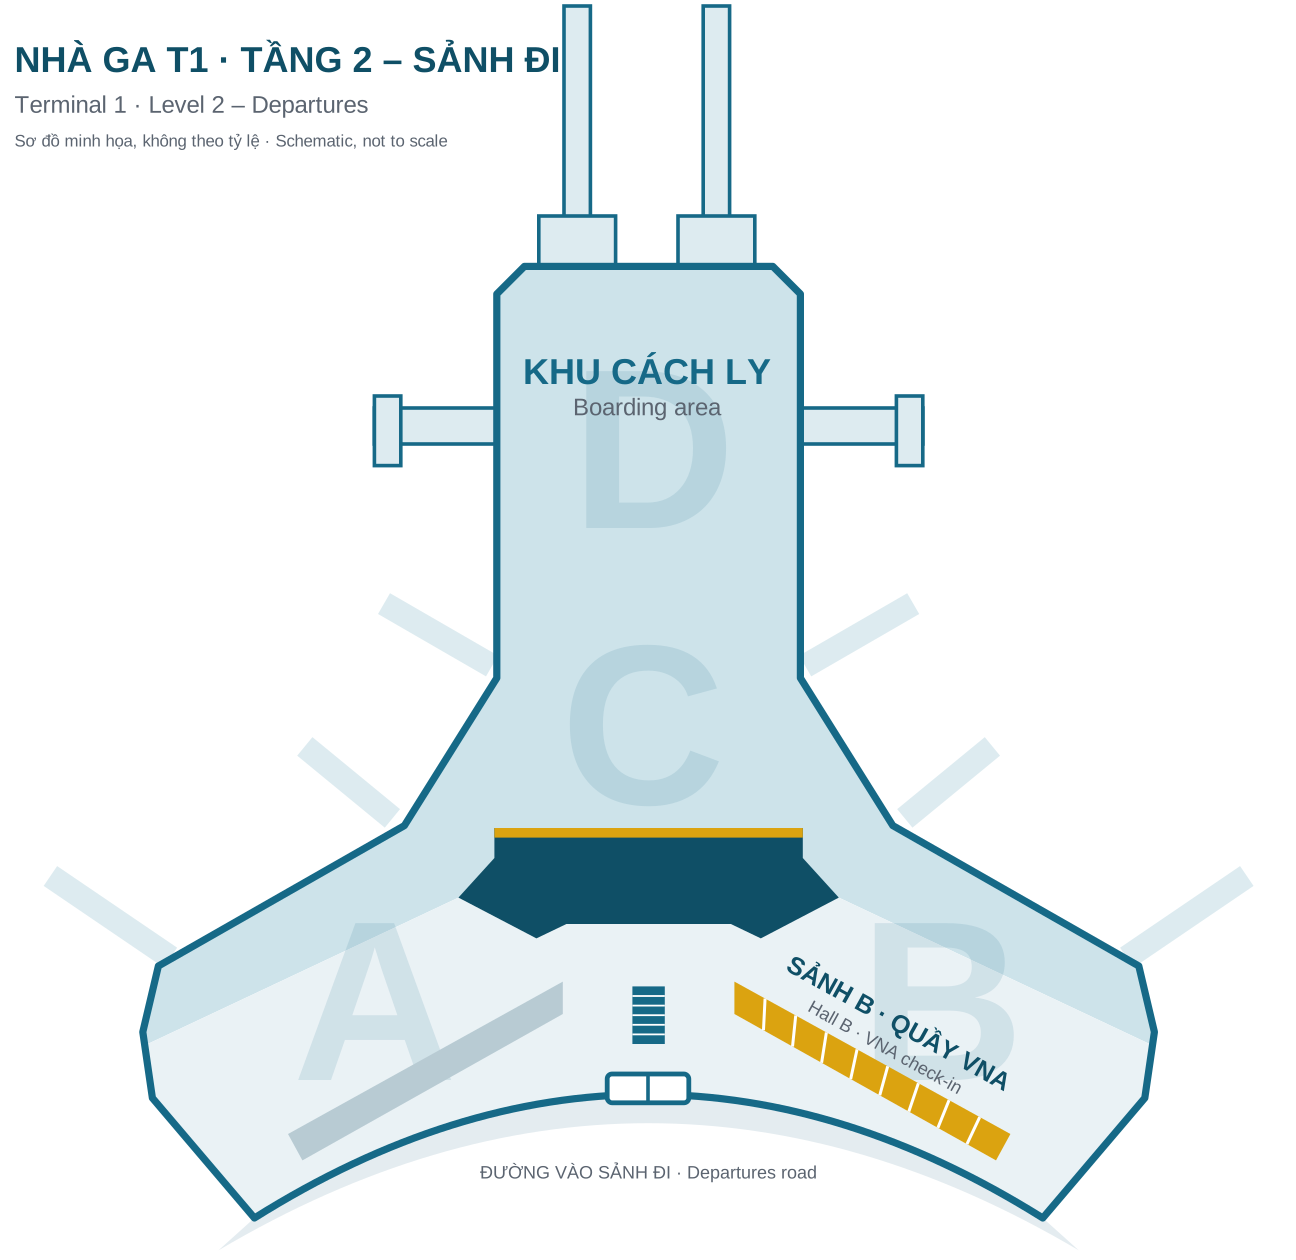 NHÀ GA T1 · TẦNG 2 – SẢNH ĐI
Terminal 1 · Level 2 – Departures
Sơ đồ minh họa, không theo tỷ lệ · Schematic, not to scale
KHU CÁCH LY
Boarding area
D
C
A
B
SẢNH B · QUẦY VNA
Hall B · VNA check-in
ĐƯỜNG VÀO SẢNH ĐI · Departures road